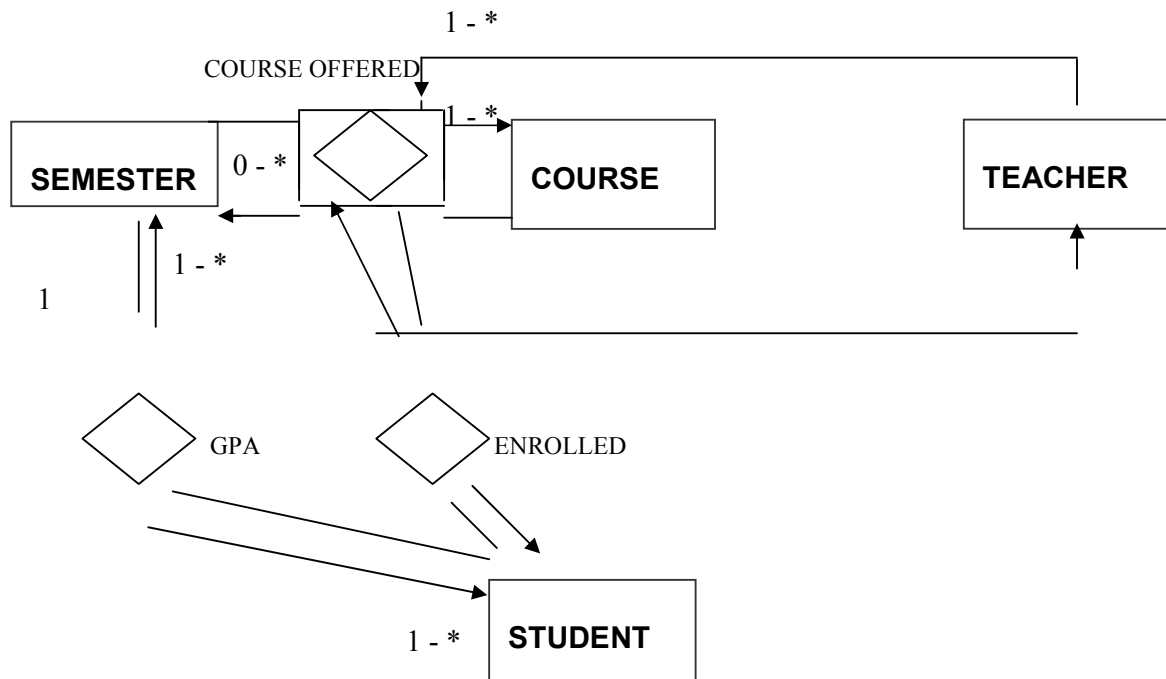 1 - *
COURSE OFFERED
1 - *
SEMESTER
0 - *
COURSE
TEACHER
1 - *
1
GPA
ENROLLED
1 - *
STUDENT